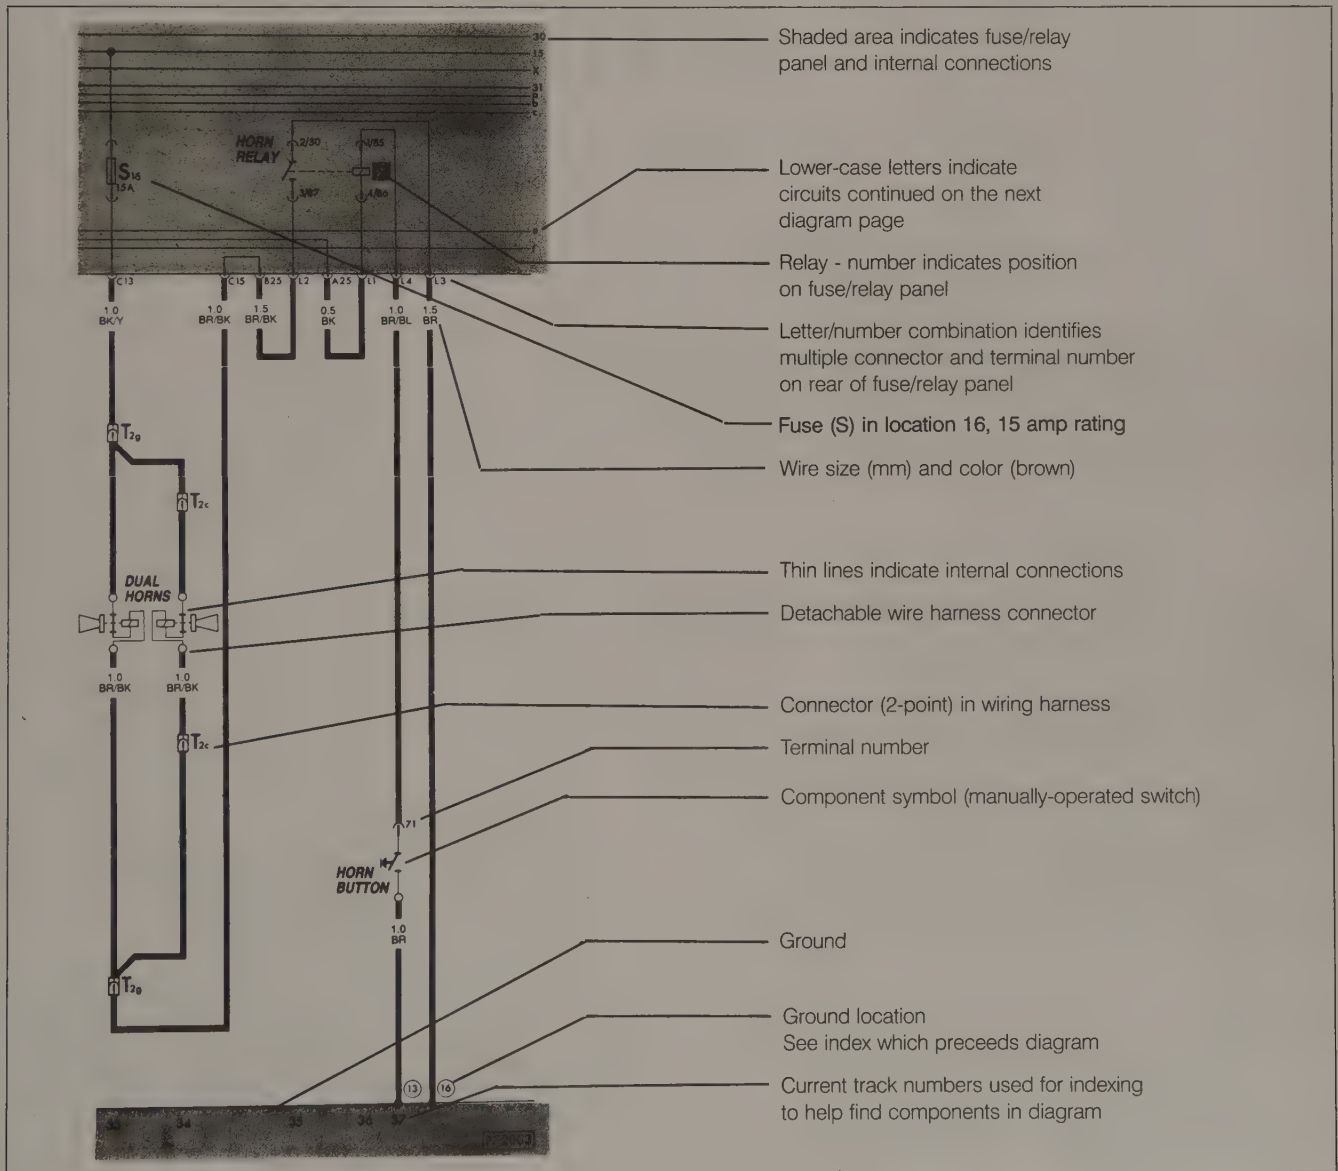 30
15
X
31
HORN
RELAY
2/30
1/85
S16
15A
3/87
4/86
e
f
C13
C15
B25
L2
A25
L1
L4
L3
1.0
BK/Y
1.0
BR/BK
1.5
BR/BK
0.5
BK
1.0
BR/BL
1.5
BR
T2g
T2c
DUAL
HORNS
1.0
BR/BK
1.0
BR/BK
T2c
71
HORN
BUTTON
1.0
BR
T2g
13
16
33
34
35
36
37
Shaded area indicates fuse/relay
panel and internal connections
Lower-case letters indicate
circuits continued on the next
diagram page
Relay - number indicates position
on fuse/relay panel
Letter/number combination identifies
multiple connector and terminal number
on rear of fuse/relay panel
Fuse (S) in location 16, 15 amp rating
Wire size (mm) and color (brown)
Thin lines indicate internal connections
Detachable wire harness connector
Connector (2-point) in wiring harness
Terminal number
Component symbol (manually-operated switch)
Ground
Ground location
See index which preceeds diagram
Current track numbers used for indexing
to help find components in diagram